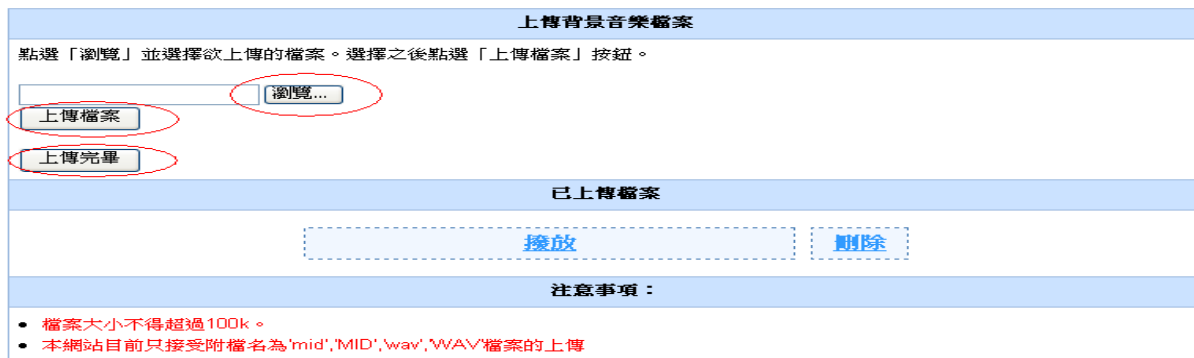 上傳背景音樂檔案
點選「瀏覽」並選擇欲上傳的檔案。選擇之後點選「上傳檔案」按鈕。
瀏覽...
上傳檔案
上傳完畢
已上傳檔案
撥放 刪除
注意事項：
• 檔案大小不得超過100k。
• 本網站目前只接受附檔名為'mid','MID','wav','WAV'檔案的上傳